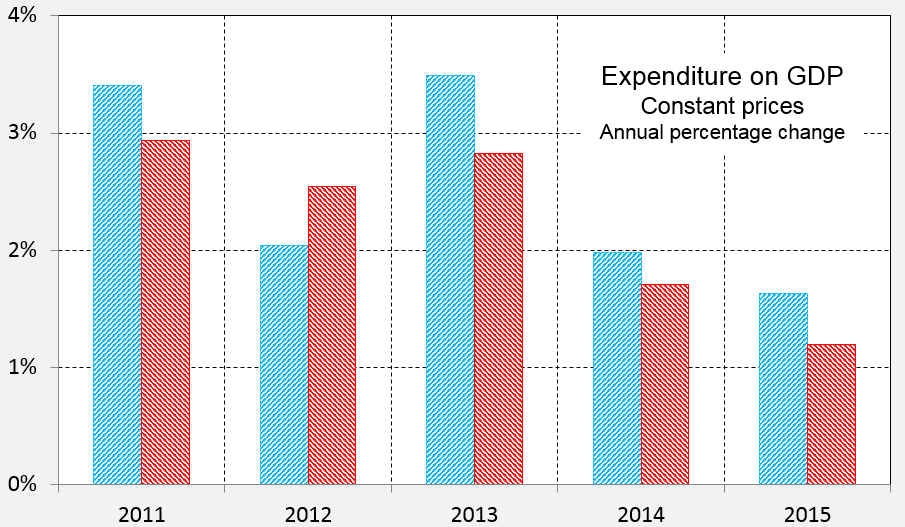 4%
Expenditure on GDP
Constant prices
Annual percentage change
3%
2%
1%
0%
2011 2012 2013 2014 2015